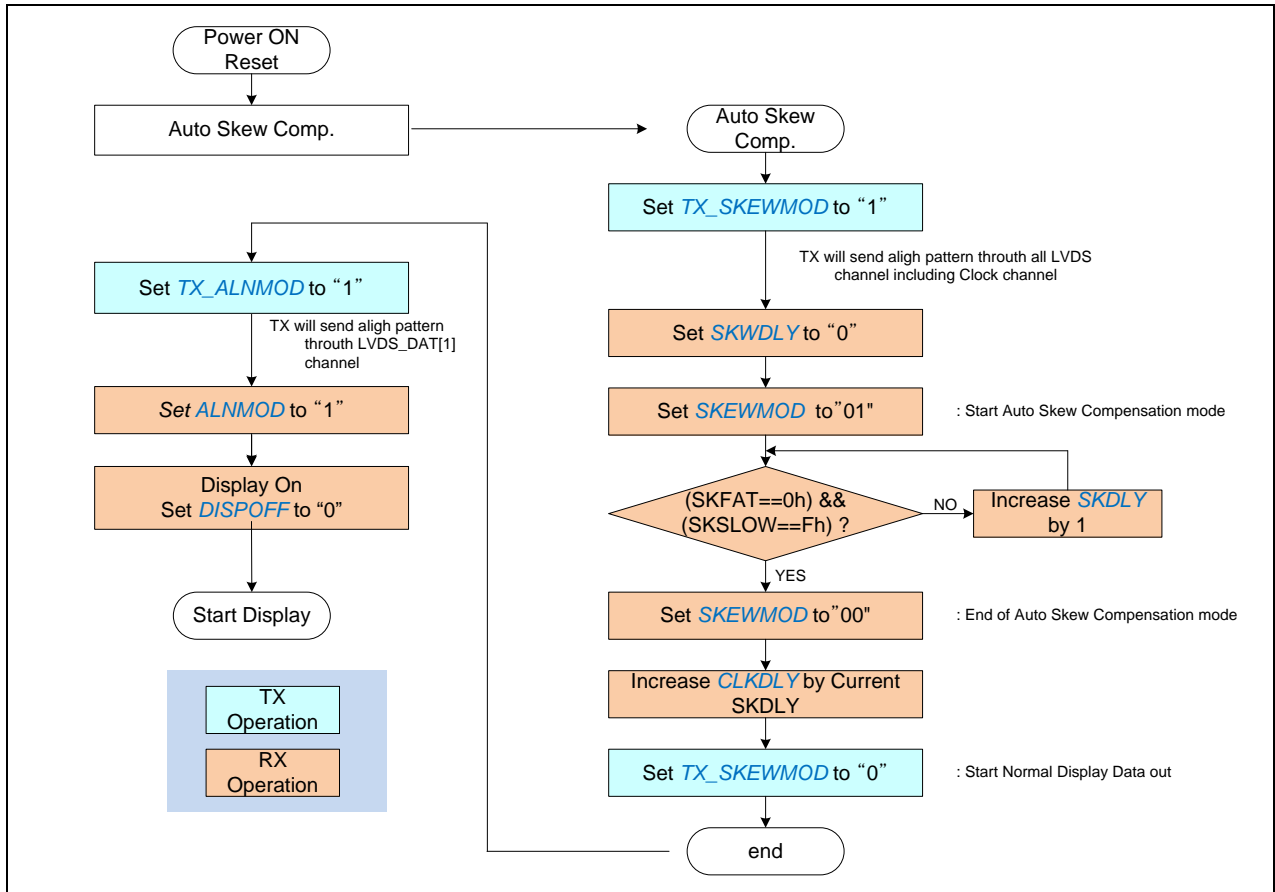 Power ON
Reset
Auto Skew Comp.
Set TX_ALNMOD to “1”
TX will send aligh pattern
throuth LVDS_DAT[1]
channel
Set ALNMOD to “1”
Display On
Set DISPOFF to “0”
Start Display
TX
Operation
RX
Operation
Auto Skew
Comp.
Set TX_SKEWMOD to “1”
TX will send aligh pattern throuth all LVDS
channel including Clock channel
Set SKWDLY to “0”
Set SKEWMOD to”01"
: Start Auto Skew Compensation mode
(SKFAT==0h) &&
(SKSLOW==Fh) ?
NO
Increase SKDLY
by 1
YES
Set SKEWMOD to”00"
: End of Auto Skew Compensation mode
Increase CLKDLY by Current
SKDLY
Set TX_SKEWMOD to “0”
: Start Normal Display Data out
end